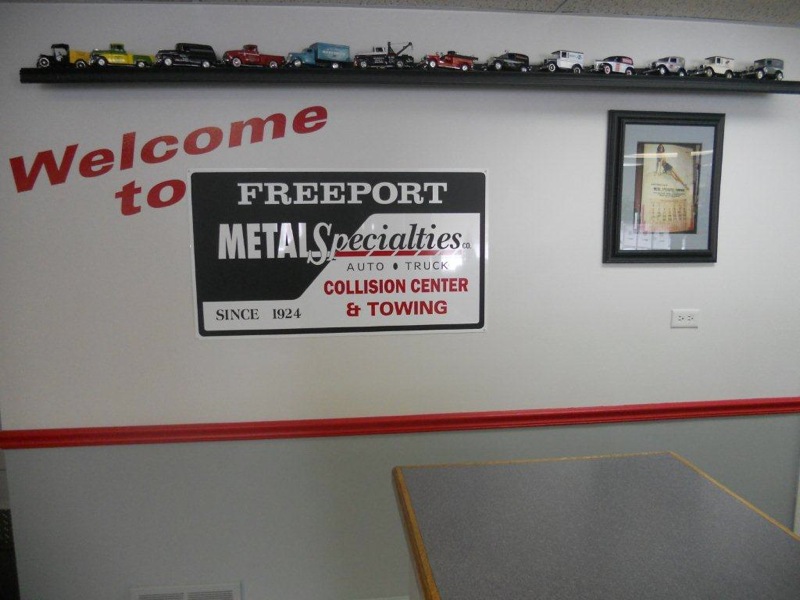 Welcome
to
FREEPORT
METAL Specialties CO.
AUTO • TRUCK
COLLISION CENTER
& TOWING
SINCE 1924